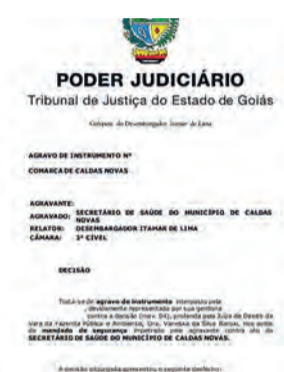 PODER JUDICIÁRIO
Tribunal de Justiça do Estado de Goiás
Gabinete do Desembargador Itamar de Lima
AGRAVO DE INSTRUMENTO Nº
COMARCA DE CALDAS NOVAS
AGRAVANTE:
AGRAVADO: SECRETÁRIO DE SAÚDE DO MUNICÍPIO DE CALDAS NOVAS
RELATOR: DESEMBARGADOR ITAMAR DE LIMA
CÂMARA: 3ª CÍVEL
DECISÃO
Trata-se de agravo de instrumento interposto pela
, devidamente representada por sua genitora
contra a decisão (mov. 04), proferida pela Juíza de Direito da
Vara da Fazenda Pública e Ambiental, Dra. Vanessa da Silva nos autos
do mandado de segurança impetrado pela agravante contra ato do
SECRETÁRIO DE SAÚDE DO MUNICÍPIO DE CALDAS NOVAS.
A decisão apresentou o seguinte desfecho: